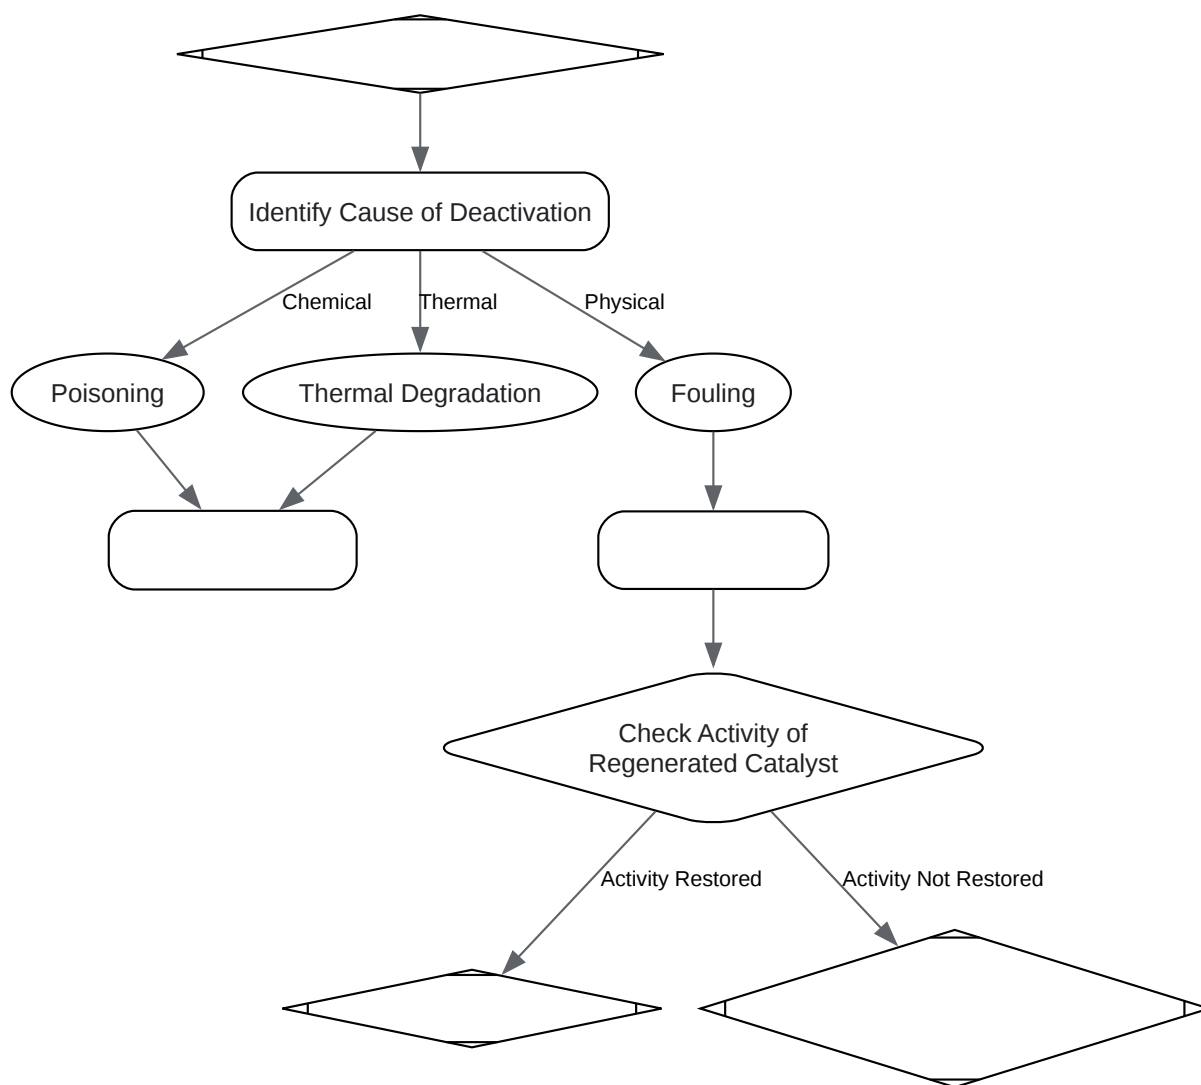 Identify Cause of Deactivation
Chemical
Thermal
Physical
Poisoning
Thermal Degradation
Fouling
Check Activity of
Regenerated Catalyst
Activity Restored
Activity Not Restored